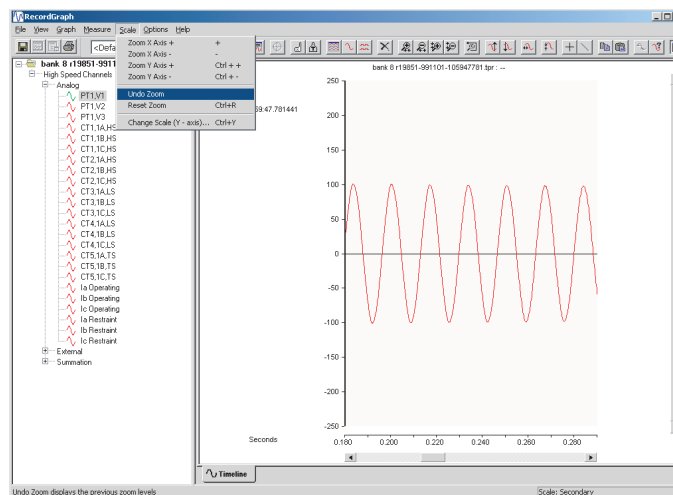 RecordGraph
File View Graph Measure Scale Options Help
<Defa
Zoom X Axis + +
Zoom X Axis - -
Zoom Y Axis + Ctrl + +
Zoom Y Axis - Ctrl + -
Undo Zoom
Reset Zoom Ctrl+R
Change Scale (Y - axis)... Ctrl+Y
bank 8 r19851-9911
High Speed Channels
Analog
PT1,V1
PT1,V2
PT1,V3
CT1,1A,HS
CT1,1B,HS
CT1,1C,HS
CT2,1A,HS
CT2,1B,HS
CT2,1C,HS
CT3,1A,LS
CT3,1B,LS
CT3,1C,LS
CT4,1A,LS
CT4,1B,LS
CT4,1C,LS
CT5,1A,TS
CT5,1B,TS
CT5,1C,TS
Ia Operating
Ib Operating
Ic Operating
Ia Restraint
Ib Restraint
Ic Restraint
External
Summation
bank 8 r19851-991101-105947781.tpr : --
59:47.781441
250
200
150
100
50
0
-50
-100
-150
-200
-250
Seconds
0.180 0.200 0.220 0.240 0.260 0.280
Timeline
Undo Zoom displays the previous zoom levels
Scale: Secondary